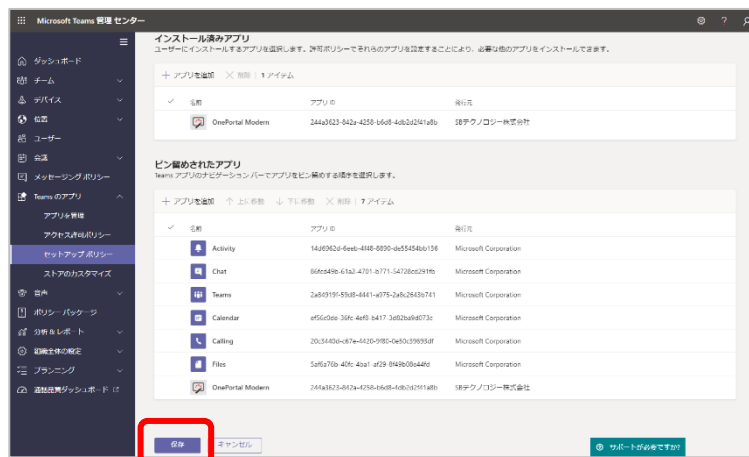 Microsoft Teams 管理センター
?
インストール済みアプリ
ユーザーにインストールするアプリを選択します。許可ポリシーでそれらのアプリを設定することにより、必要な他のアプリをインストールできます。
+ アプリを追加 × 削除 | 1 アイテム
✓ 名前 アプリ ID 発行元
OnePortal Modern 244a3623-842a-4258-b6d8-4db2d2f41a8b SBテクノロジー株式会社
ピン留めされたアプリ
Teams アプリのナビゲーション バーでアプリをピン留めする順序を選択します。
+ アプリを追加 ↑ 上に移動 ↓ 下に移動 × 削除 | 7 アイテム
✓ 名前 アプリ ID 発行元
Activity 14d6962d-6eeb-4f48-8890-de55454bb136 Microsoft Corporation
Chat 86fcd49b-61a2-4701-b771-54728cd291fb Microsoft Corporation
Teams 2a84919f-59d8-4441-a975-2a8c2643b741 Microsoft Corporation
Calendar ef56c0de-36fc-4ef8-b417-3d82ba9d073c Microsoft Corporation
Calling 20c3440d-c67e-4420-9f80-0e50c39693df Microsoft Corporation
Files 5af6a76b-40fc-4ba1-af29-8f49b08e44fd Microsoft Corporation
OnePortal Modern 244a3623-842a-4258-b6d8-4db2d2f41a8b SBテクノロジー株式会社
保存 キャンセル
サポートが必要ですか?
ダッシュボード
チーム
デバイス
位置
ユーザー
会議
メッセージング ポリシー
Teams のアプリ
アプリを管理
アクセス許可ポリシー
セットアップ ポリシー
ストアのカスタマイズ
音声
ポリシー パッケージ
分析 & レポート
組織全体の設定
プランニング
通話品質ダッシュボード